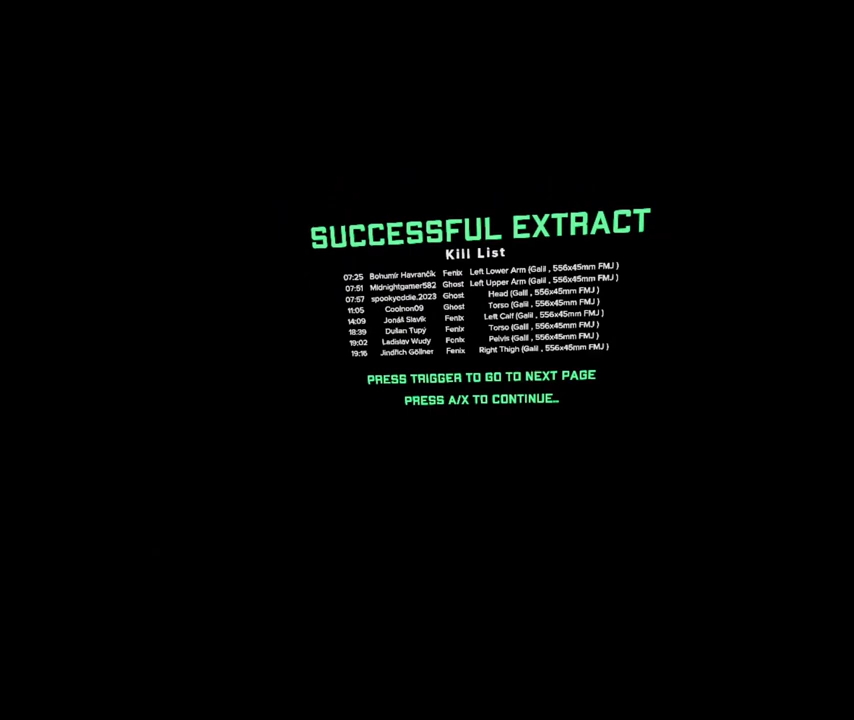 SUCCESSFUL EXTRACT
Kill List
07:25 Bohumír Havrančík Fenix Left Lower Arm (Galil , 556x45mm FMJ )
07:51 Midnightgamer582 Ghost Left Upper Arm (Galil , 556x45mm FMJ )
07:57 spookyeddie.2023 Ghost Head (Galil , 556x45mm FMJ )
11:05 Coolnon09 Ghost Torso (Galil , 556x45mm FMJ )
14:09 Jonáš Slavík Fenix Left Calf (Galil , 556x45mm FMJ )
18:39 Dušan Tupý Fenix Torso (Galil , 556x45mm FMJ )
19:02 Ladislav Wudy Fenix Pelvis (Galil , 556x45mm FMJ )
19:16 Jindřich Göllner Fenix Right Thigh (Galil , 556x45mm FMJ )
PRESS TRIGGER TO GO TO NEXT PAGE
PRESS A/X TO CONTINUE...